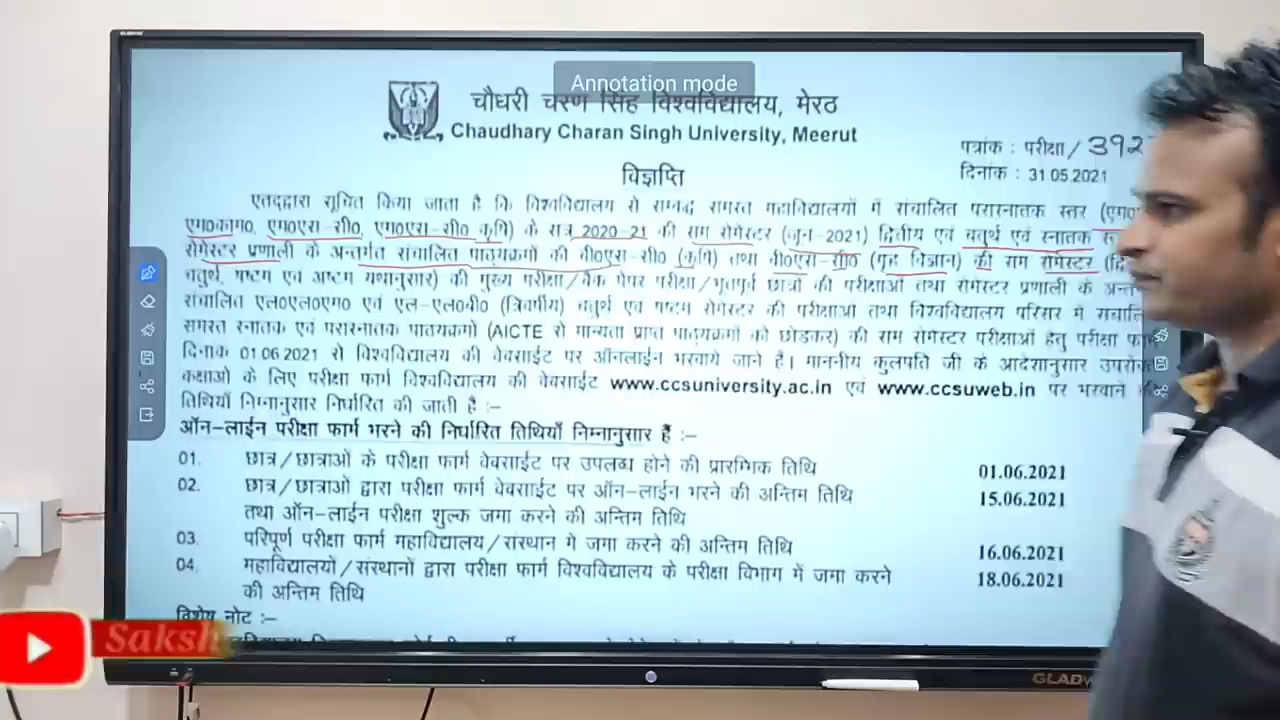 Annotation mode
चौधरी चरण सिंह विश्वविद्यालय, मेरठ
Chaudhary Charan Singh University, Meerut
पत्रांक : परीक्षा / 392
दिनांक : 31.05.2021
विज्ञप्ति
एतद्द्वारा सूचित किया जाता है कि विश्वविद्यालय से सम्बद्ध समस्त महाविद्यालयों में संचालित परास्नातक स्तर (एम0
एम0काम0, एम0एस-सी0, एम0एस-सी0 कृषि) के सत्र 2020-21 की सम सेमेस्टर (जून-2021) द्वितीय एवं चतुर्थ एवं स्नातक
सेमेस्टर प्रणाली के अन्तर्गत संचालित पाठ्यक्रमों की बी0एस-सी0 (कृषि) तथा बी0एस-सी0 (गृह विज्ञान) की सम सेमेस्टर
चतुर्थ, षष्टम एवं अष्टम यथानुसार) की मुख्य परीक्षा/बैक पेपर परीक्षा/भूतपूर्व छात्रों की परीक्षाओं तथा सेमेस्टर प्रणाली के
संचालित एल0एल0एम0 एवं एल-एल0बी0 (त्रिवर्षीय) चतुर्थ एवं षष्टम सेमेस्टर की परीक्षाओं तथा विश्वविद्यालय परिसर में
समस्त स्नातक एवं परास्नातक पाठयक्रमों (AICTE से मान्यता प्राप्त पाठ्यक्रमों को छोडकर) की सम सेमेस्टर परीक्षाओं हेतु परीक्षा
दिनांक 01.06.2021 से विश्वविद्यालय की वेबसाईट पर ऑनलाईन भरवाये जाने है। माननीय कुलपति जी के आदेशानुसार
कक्षाओं के लिए परीक्षा फार्म विश्वविद्यालय की वेबसाईट www.ccsuniversity.ac.in एवं www.ccsuweb.in पर भरवाने
तिथियाँ निम्नानुसार निर्धारित की जाती है :–
ऑन-लाईन परीक्षा फार्म भरने की निर्धारित तिथियाँ निम्नानुसार हैं :–
01. छात्र/छात्राओं के परीक्षा फार्म वेबसाईट पर उपलब्ध होने की प्रारम्भिक तिथि 01.06.2021
02. छात्र/छात्राओं द्वारा परीक्षा फार्म वेबसाईट पर ऑन-लाईन भरने की अन्तिम तिथि 15.06.2021
तथा ऑन-लाईन परीक्षा शुल्क जमा करने की अन्तिम तिथि
03. परिपूर्ण परीक्षा फार्म महाविद्यालय/संस्थान में जमा करने की अन्तिम तिथि 16.06.2021
04. महाविद्यालयों/संस्थानों द्वारा परीक्षा फार्म विश्वविद्यालय के परीक्षा विभाग में जमा करने 18.06.2021
की अन्तिम तिथि
विशेष नोट :–